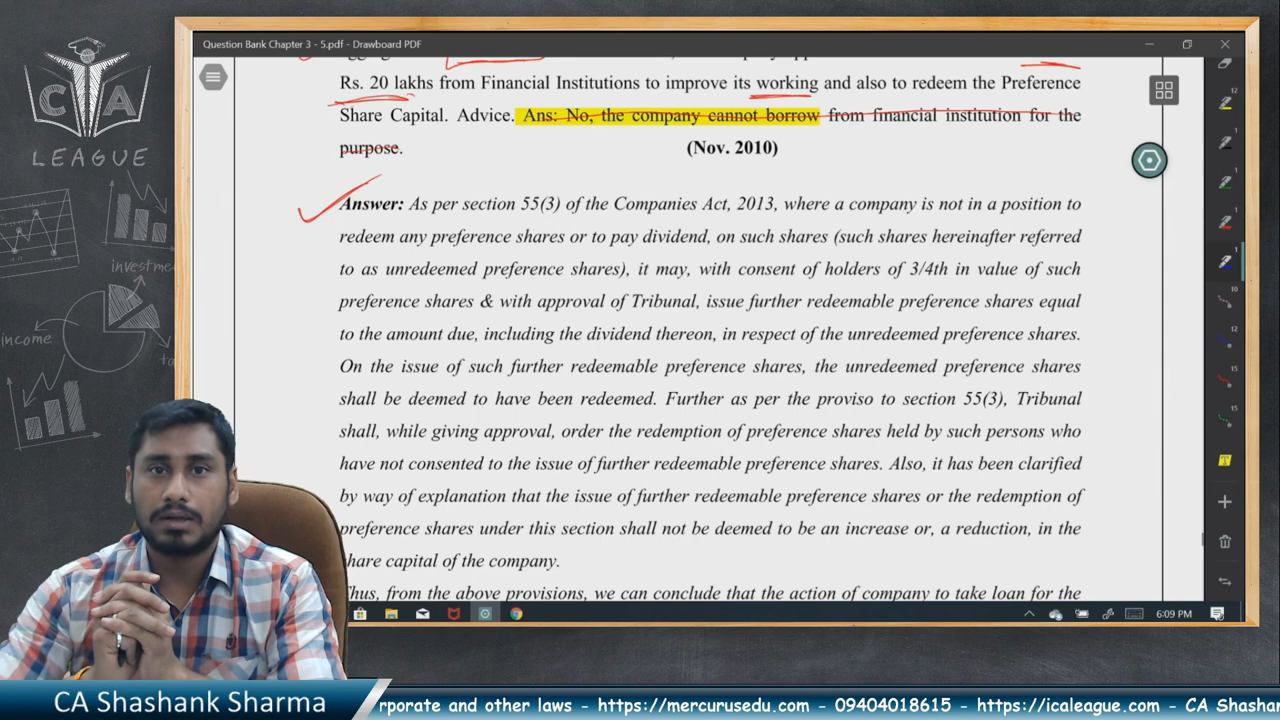 Question Bank Chapter 3 - 5.pdf - Drawboard PDF
Rs. 20 lakhs from Financial Institutions to improve its working and also to redeem the Preference
Share Capital. Advice. Ans: No, the company cannot borrow from financial institution for the
purpose. (Nov. 2010)
Answer: As per section 55(3) of the Companies Act, 2013, where a company is not in a position to
redeem any preference shares or to pay dividend, on such shares (such shares hereinafter referred
to as unredeemed preference shares), it may, with consent of holders of 3/4th in value of such
preference shares & with approval of Tribunal, issue further redeemable preference shares equal
to the amount due, including the dividend thereon, in respect of the unredeemed preference shares.
On the issue of such further redeemable preference shares, the unredeemed preference shares
shall be deemed to have been redeemed. Further as per the proviso to section 55(3), Tribunal
shall, while giving approval, order the redemption of preference shares held by such persons who
have not consented to the issue of further redeemable preference shares. Also, it has been clarified
by way of explanation that the issue of further redeemable preference shares or the redemption of
preference shares under this section shall not be deemed to be an increase or, a reduction, in the
share capital of the company.
Thus, from the above provisions, we can conclude that the action of company to take loan for the
CA
LEAGUE
investment
income
to
12
1
1
1
1
10
12
15
15
6:09 PM
CA Shashank Sharma
rporate and other laws - https://mercurusedu.com - 09404018615 - https://icaleague.com - CA Shashan